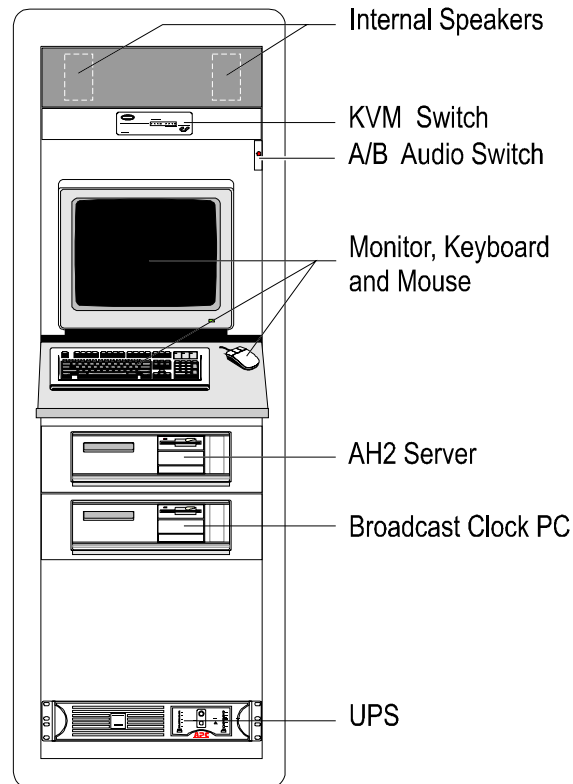 Internal Speakers
KVM Switch
A/B Audio Switch
Monitor, Keyboard
and Mouse
AH2 Server
Broadcast Clock PC
UPS